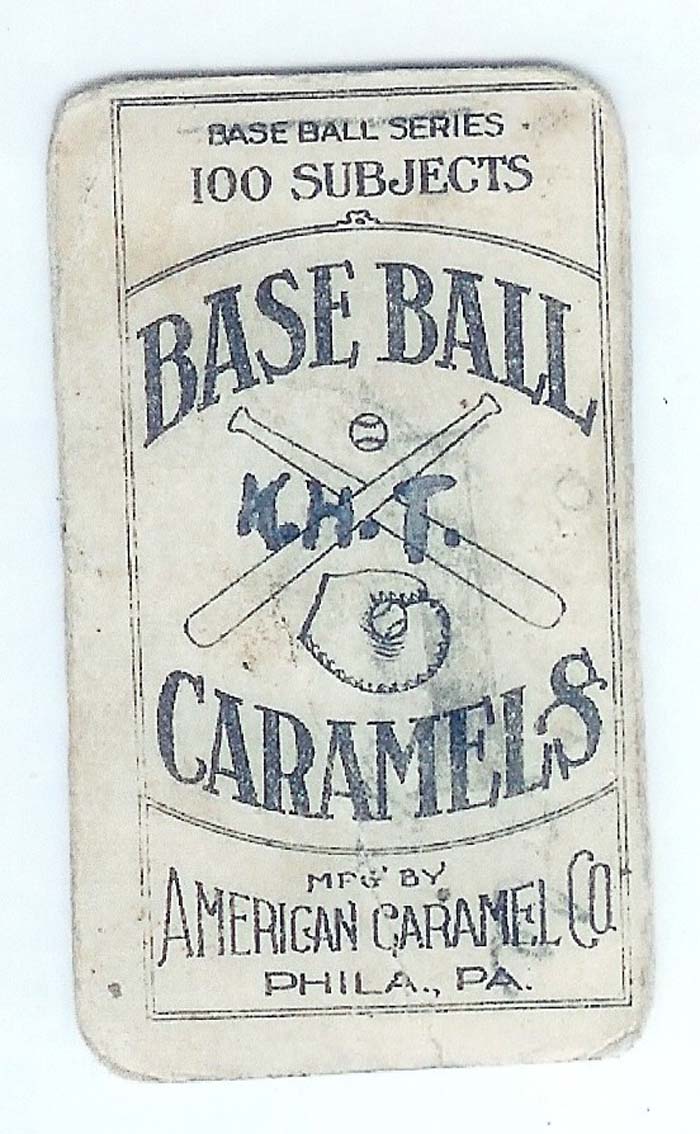 BASE BALL SERIES
100 SUBJECTS
BASE BALL
K.H.T.
CARAMELS
MFG BY
AMERICAN CARAMEL CO.
PHILA., PA.